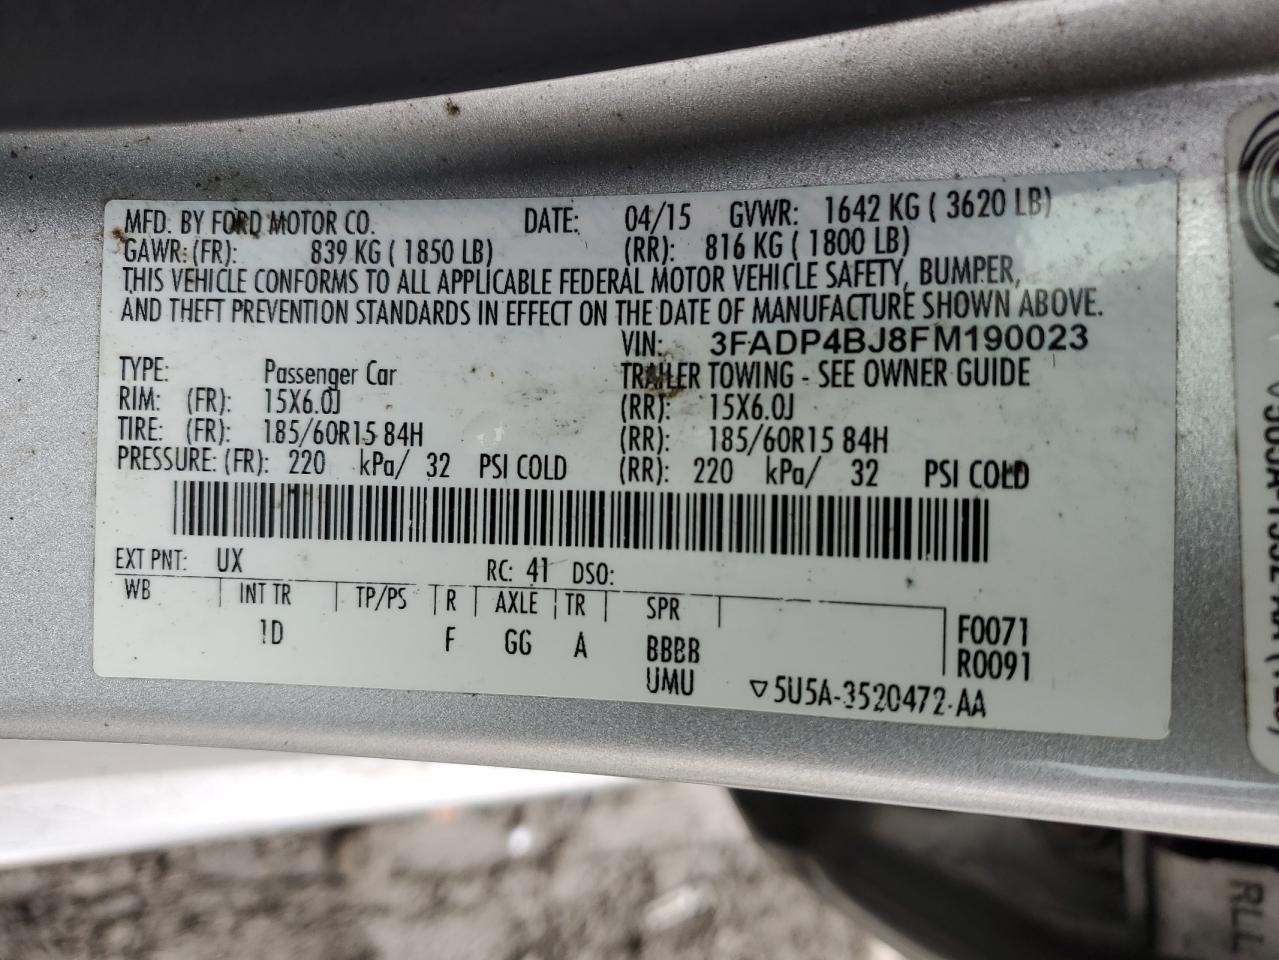 MFD. BY FORD MOTOR CO. DATE: 04/15 GVWR: 1642 KG ( 3620 LB)
GAWR:(FR): 839 KG ( 1850 LB) (RR): 816 KG ( 1800 LB)
THIS VEHICLE CONFORMS TO ALL APPLICABLE FEDERAL MOTOR VEHICLE SAFETY, BUMPER,
AND THEFT PREVENTION STANDARDS IN EFFECT ON THE DATE OF MANUFACTURE SHOWN ABOVE.
VIN: 3FADP4BJ8FM190023
TYPE: Passenger Car TRAILER TOWING - SEE OWNER GUIDE
RIM: (FR): 15X6.0J (RR): 15X6.0J
TIRE: (FR): 185/60R15 84H (RR): 185/60R15 84H
PRESSURE: (FR): 220 kPa/ 32 PSI COLD (RR): 220 kPa/ 32 PSI COLD
EXT PNT: UX RC: 41 DSO:
WB INT TR TP/PS R AXLE TR SPR
1D F GG A BBBB F0071
UMU R0091
5U5A-3520472-AA
RLL